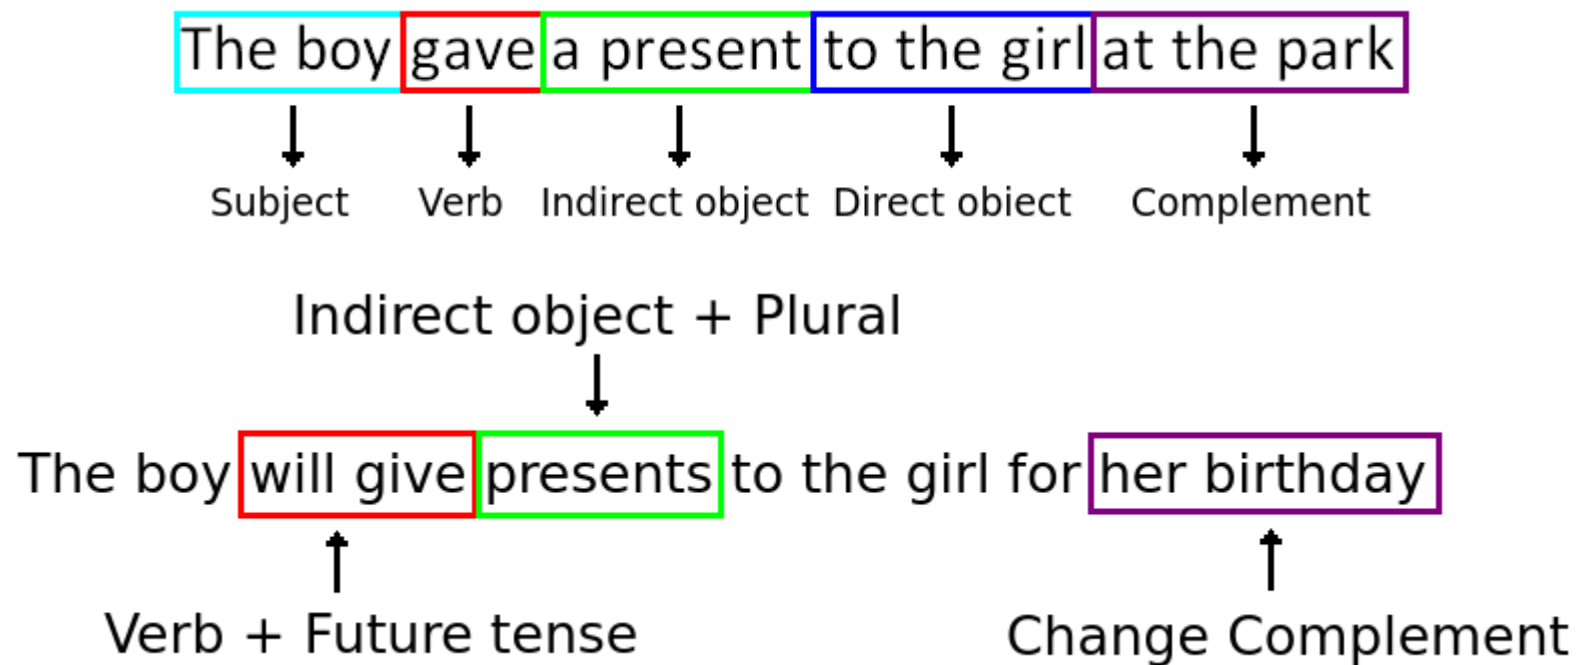 The boy gave a present to the girl at the park
Subject Verb Indirect object Direct obiect Complement
Indirect object + Plural
The boy will give presents to the girl for her birthday
Verb + Future tense Change Complement